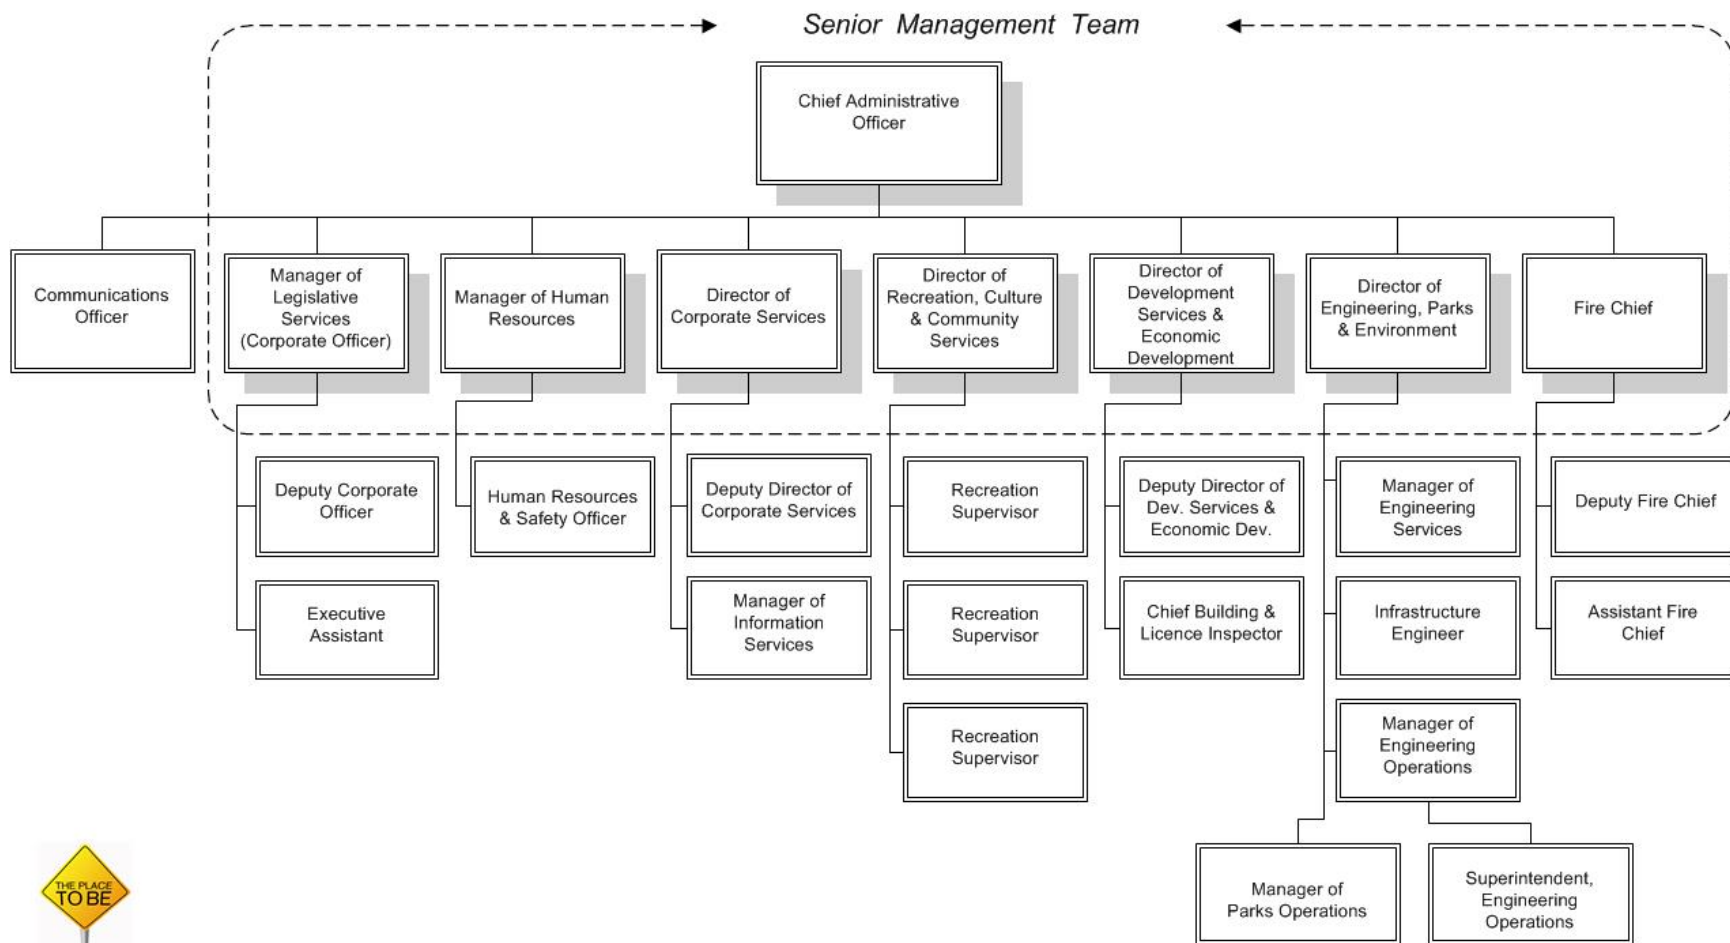 Senior Management Team
Chief Administrative
Officer
Communications
Officer
Manager of
Legislative
Services
(Corporate Officer)
Manager of Human
Resources
Director of
Corporate Services
Director of
Recreation, Culture
& Community
Services
Director of
Development
Services &
Economic
Development
Director of
Engineering, Parks
& Environment
Fire Chief
Deputy Corporate
Officer
Human Resources
& Safety Officer
Deputy Director of
Corporate Services
Recreation
Supervisor
Deputy Director of
Dev. Services &
Economic Dev.
Manager of
Engineering
Services
Deputy Fire Chief
Executive
Assistant
Manager of
Information
Services
Recreation
Supervisor
Chief Building &
Licence Inspector
Infrastructure
Engineer
Assistant Fire
Chief
Recreation
Supervisor
Manager of
Engineering
Operations
Manager of
Parks Operations
Superintendent,
Engineering
Operations
THE PLACE
TO BE